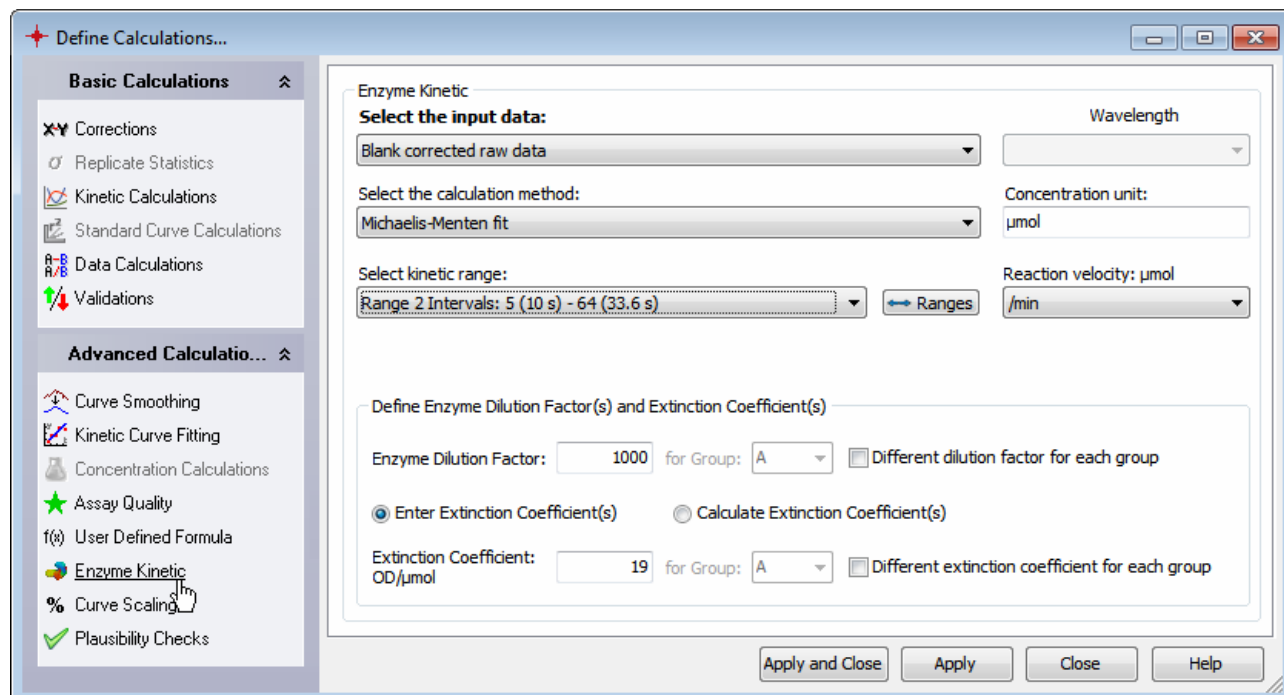 Define Calculations...
Basic Calculations
X-Y Corrections
σ Replicate Statistics
Kinetic Calculations
Standard Curve Calculations
A-B A/B Data Calculations
Validations
Advanced Calculatio...
Curve Smoothing
Kinetic Curve Fitting
Concentration Calculations
Assay Quality
f(x) User Defined Formula
Enzyme Kinetic
% Curve Scaling
Plausibility Checks
Enzyme Kinetic
Select the input data:
Wavelength
Blank corrected raw data
Select the calculation method:
Concentration unit:
Michaelis-Menten fit
µmol
Select kinetic range:
Reaction velocity: µmol
Range 2 Intervals: 5 (10 s) - 64 (33.6 s)
Ranges
/min
Define Enzyme Dilution Factor(s) and Extinction Coefficient(s)
Enzyme Dilution Factor: 1000 for Group: A Different dilution factor for each group
Enter Extinction Coefficient(s) Calculate Extinction Coefficient(s)
Extinction Coefficient:
OD/µmol
19 for Group: A Different extinction coefficient for each group
Apply and Close Apply Close Help